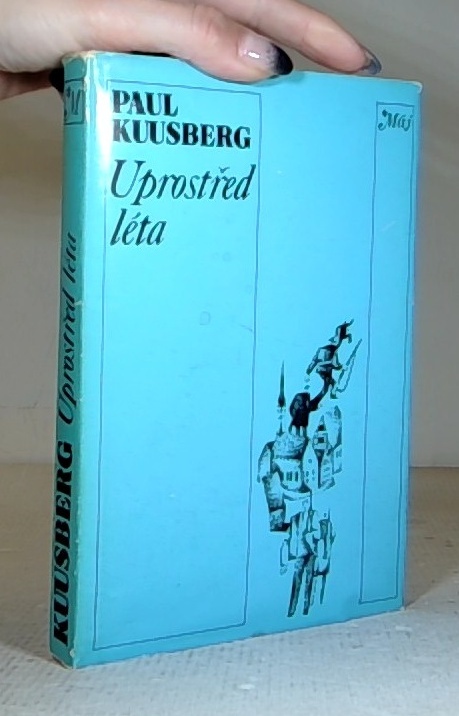 PAUL
KUUSBERG
Uprostřed
léta
Máj
KUUSBERG Uprostřed léta